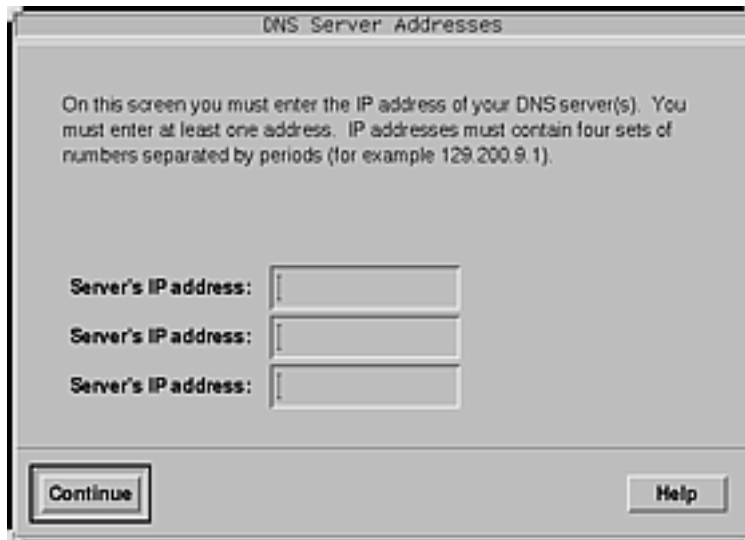 DNS Server Addresses
On this screen you must enter the IP address of your DNS server(s).  You
must enter at least one address.  IP addresses must contain four sets of
numbers separated by periods (for example 129.200.9.1).
Server's IP address:
Server's IP address:
Server's IP address:
Continue
Help